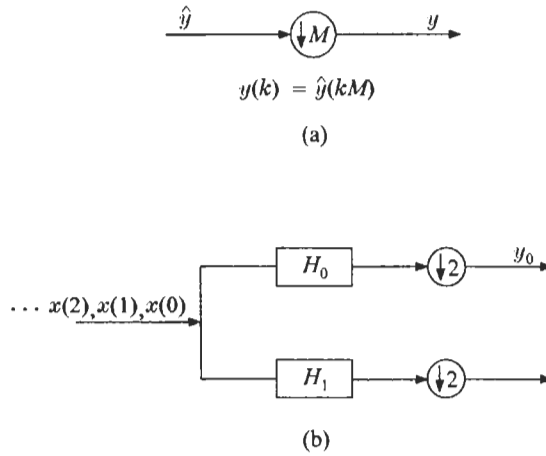 ŷ ↓M y
y(k) = ŷ(kM)
(a)
H₀ ↓2 y₀
··· x(2),x(1),x(0)
H₁ ↓2
(b)